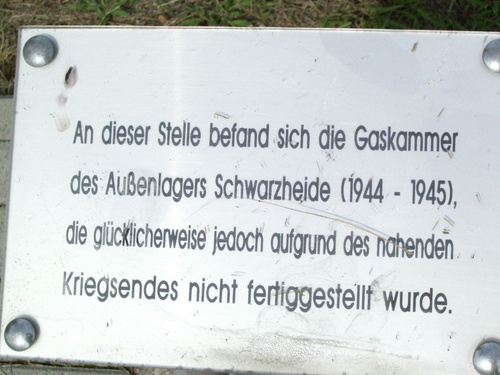 An dieser Stelle befand sich die Gaskammer
des Außenlagers Schwarzheide (1944 - 1945),
die glücklicherweise jedoch aufgrund des nahenden
Kriegsendes nicht fertiggestellt wurde.